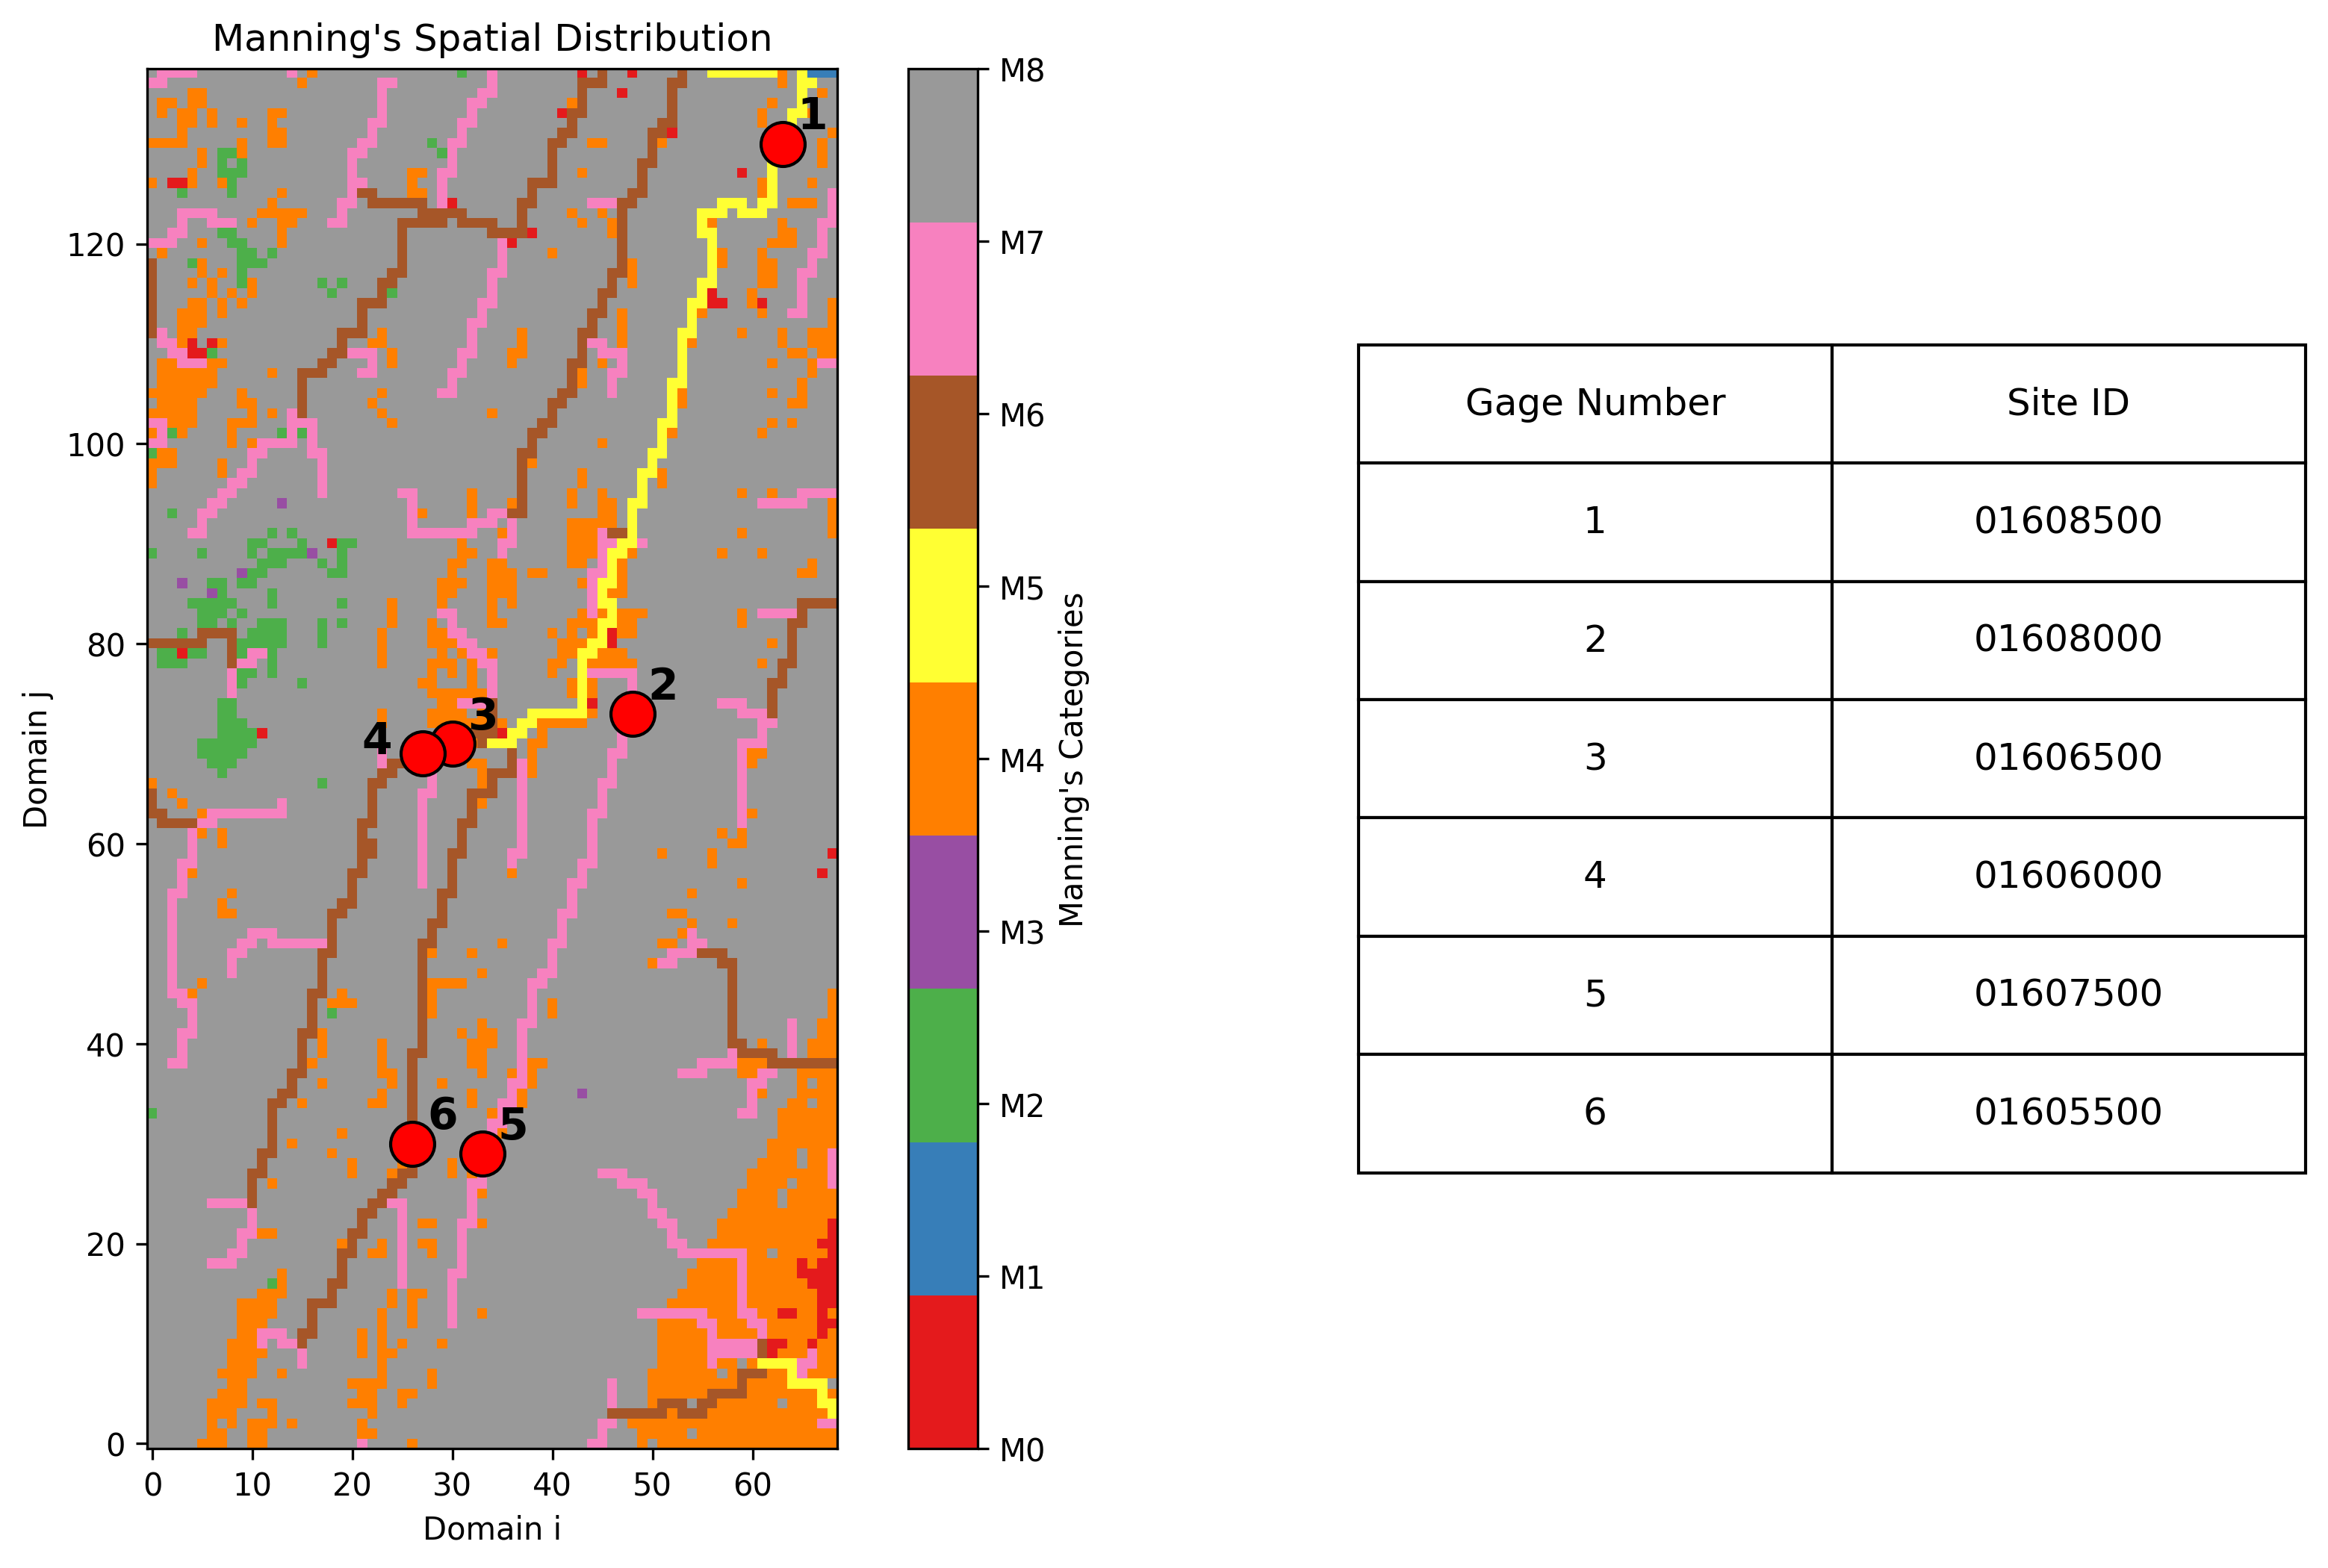 Manning's Spatial Distribution
Domain j
120
100
80
60
40
20
0
0 10 20 30 40 50 60
Domain i
1
2
3
4
5
6
M8
M7
M6
M5
M4
M3
M2
M1
M0
Manning's Categories
Gage Number Site ID
1 01608500
2 01608000
3 01606500
4 01606000
5 01607500
6 01605500